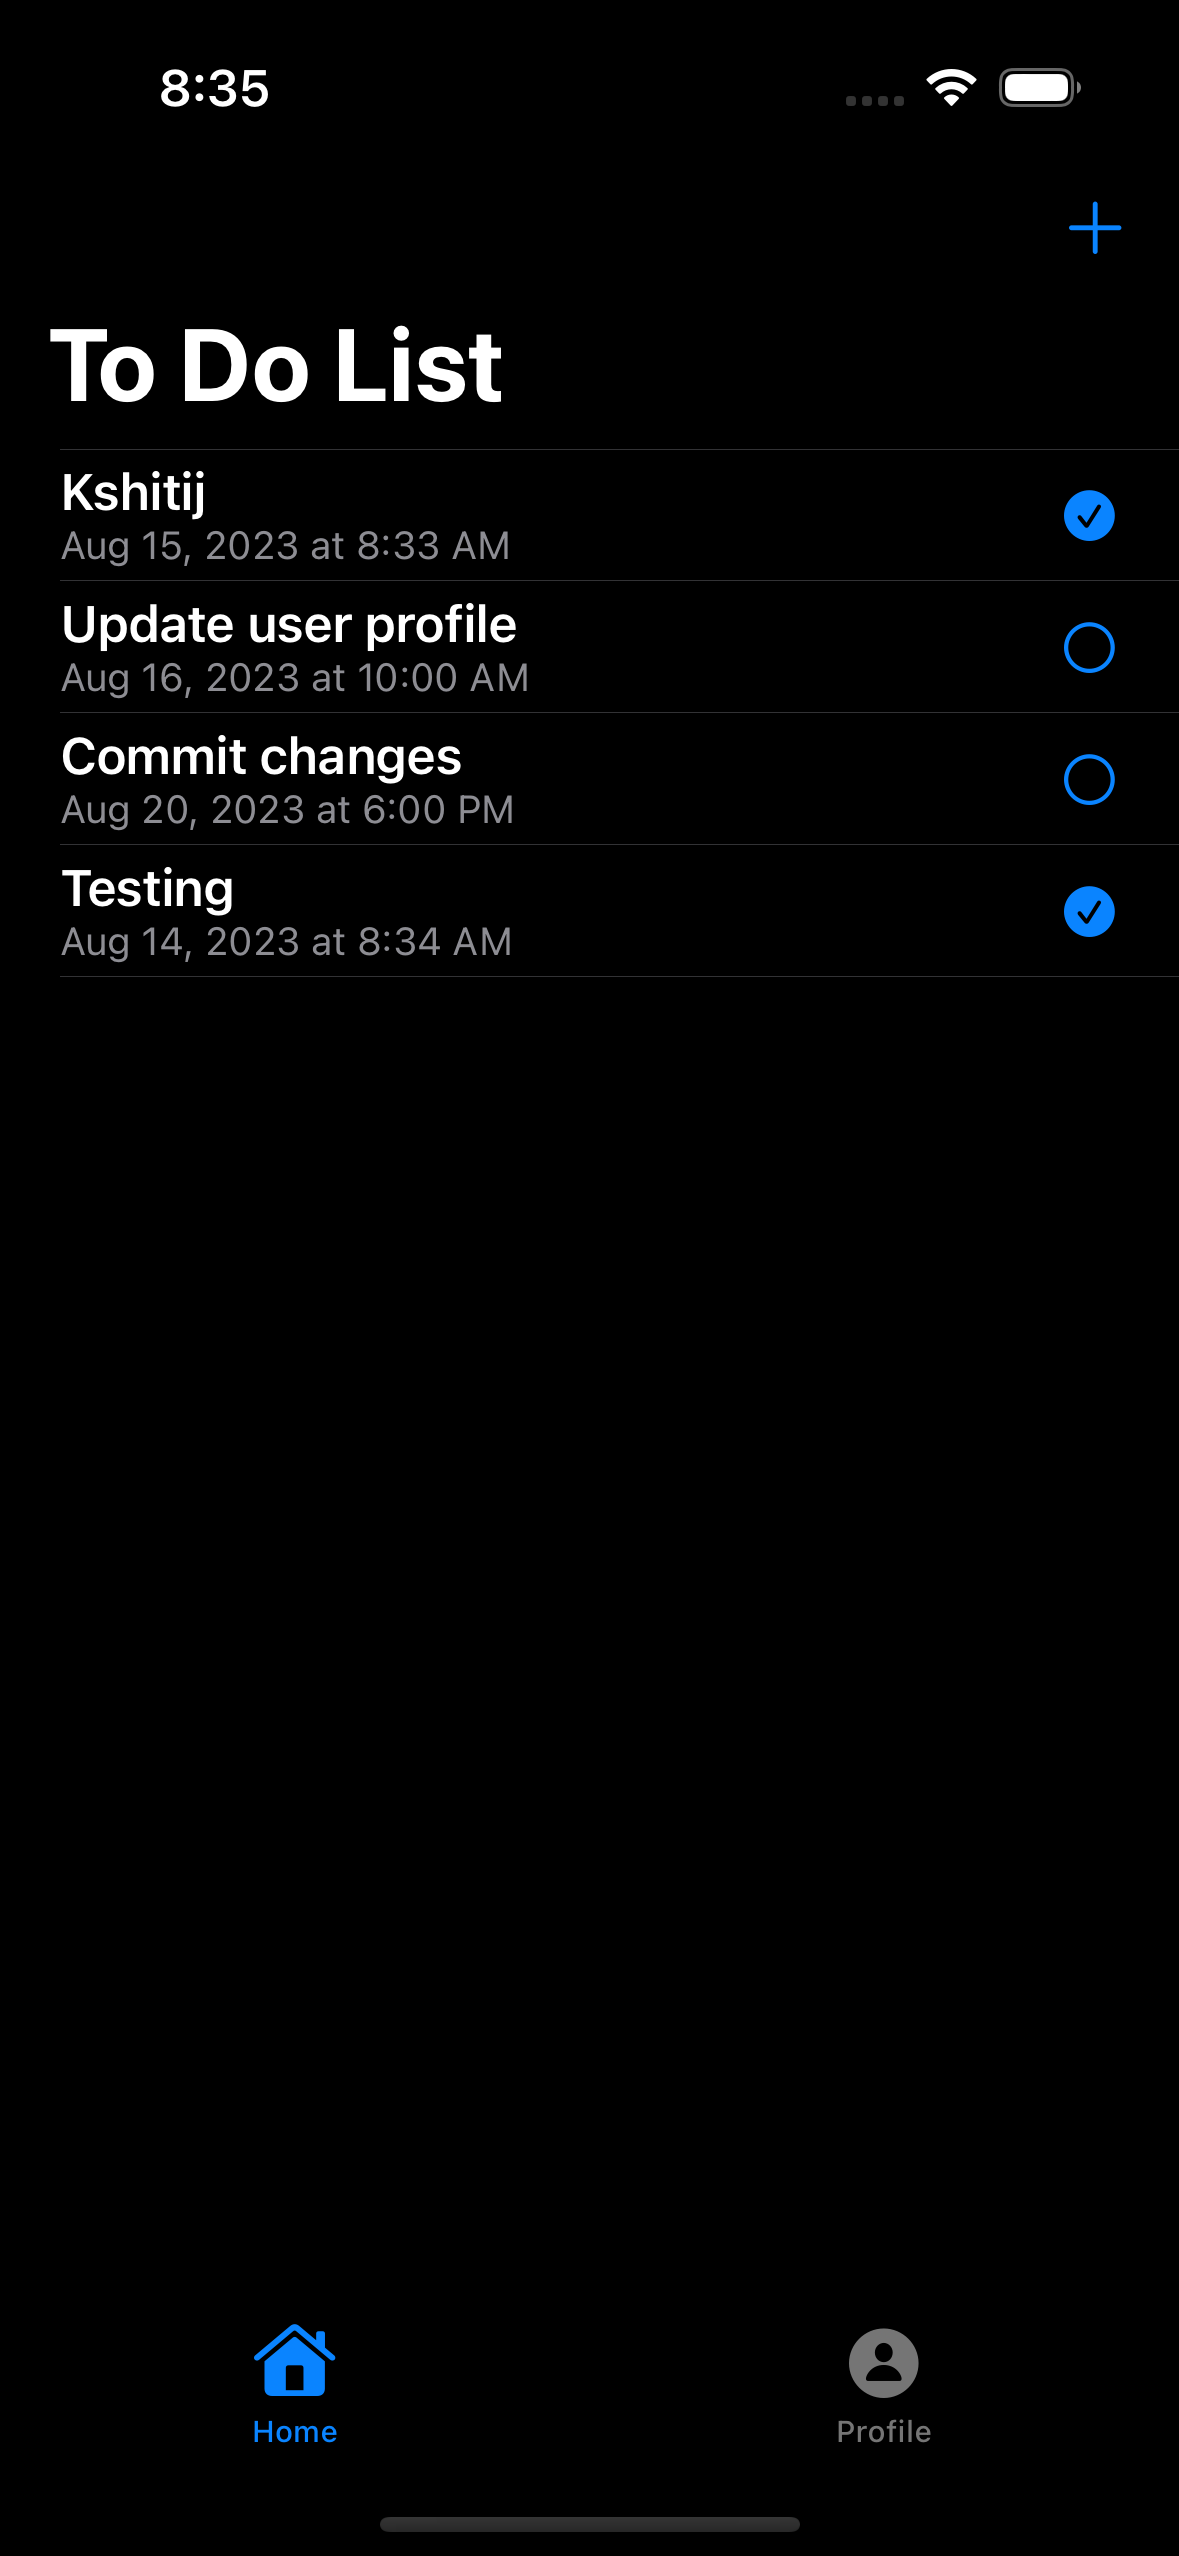 8:35
To Do List
Kshitij
Aug 15, 2023 at 8:33 AM
Update user profile
Aug 16, 2023 at 10:00 AM
Commit changes
Aug 20, 2023 at 6:00 PM
Testing
Aug 14, 2023 at 8:34 AM
Home
Profile